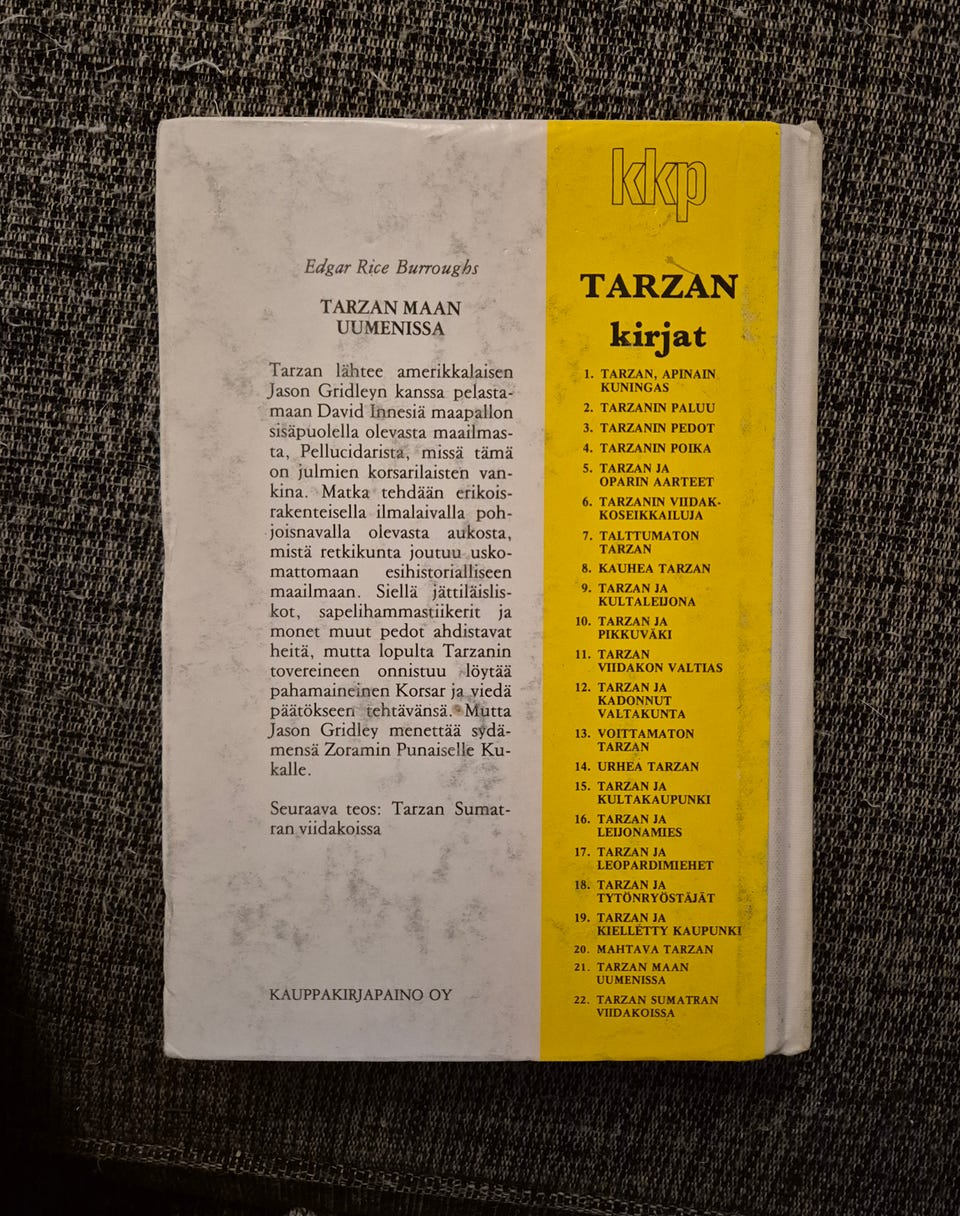 Edgar Rice Burroughs
TARZAN MAAN
UUMENISSA
Tarzan lähtee amerikkalaisen
Jason Gridleyn kanssa pelasta-
maan David Innesiä maapallon
sisäpuolella olevasta maailmas-
ta, Pellucidarista, missä tämä
on julmien korsarilaisten van-
kina. Matka tehdään erikois-
rakenteisella ilmalaivalla poh-
joisnavalla olevasta aukosta,
mistä retkikunta joutuu usko-
mattomaan esihistorialliseen
maailmaan. Siellä jättiläislis-
kot, sapelihammastiikerit ja
monet muut pedot ahdistavat
heitä, mutta lopulta Tarzanin
tovereineen onnistuu löytää
pahamaineinen Korsar ja viedä
päätökseen tehtävänsä. Mutta
Jason Gridley menettää sydä-
mensä Zoramin Punaiselle Ku-
kalle.
Seuraava teos: Tarzan Sumat-
ran viidakoissa
KAUPPAKIRJAPAINO OY
kkp
TARZAN
kirjat
1. TARZAN, APINAIN
KUNINGAS
2. TARZANIN PALUU
3. TARZANIN PEDOT
4. TARZANIN POIKA
5. TARZAN JA
OPARIN AARTEET
6. TARZANIN VIIDAK-
KOSEIKKAILUJA
7. TALTTUMATON
TARZAN
8. KAUHEA TARZAN
9. TARZAN JA
KULTALEIJONA
10. TARZAN JA
PIKKUVÄKI
11. TARZAN
VIIDAKON VALTIAS
12. TARZAN JA
KADONNUT
VALTAKUNTA
13. VOITTAMATON
TARZAN
14. URHEA TARZAN
15. TARZAN JA
KULTAKAUPUNKI
16. TARZAN JA
LEIJONAMIES
17. TARZAN JA
LEOPARDIMIEHET
18. TARZAN JA
TYTÖNRYÖSTÄJÄT
19. TARZAN JA
KIELLETTY KAUPUNKI
20. MAHTAVA TARZAN
21. TARZAN MAAN
UUMENISSA
22. TARZAN SUMATRAN
VIIDAKOISSA